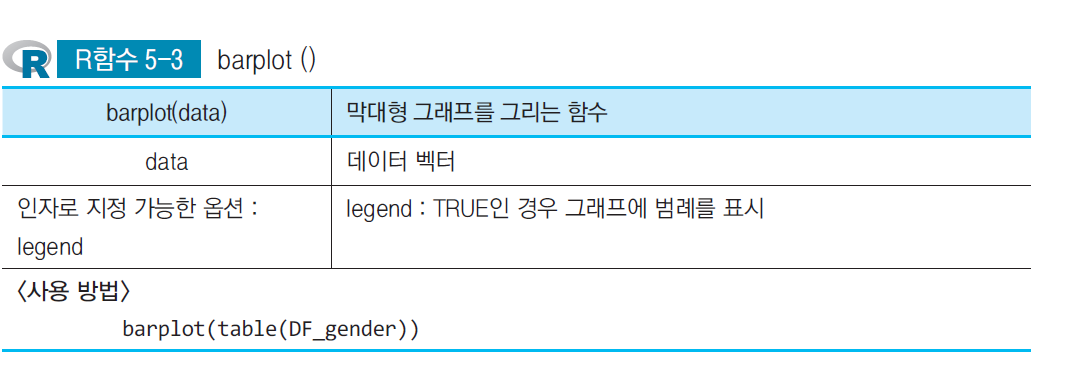 R R함수 5-3 barplot ()
barplot(data) 막대형 그래프를 그리는 함수
data 데이터 벡터
인자로 지정 가능한 옵션 : legend : TRUE인 경우 그래프에 범례를 표시
legend
〈사용 방법〉
barplot(table(DF_gender))